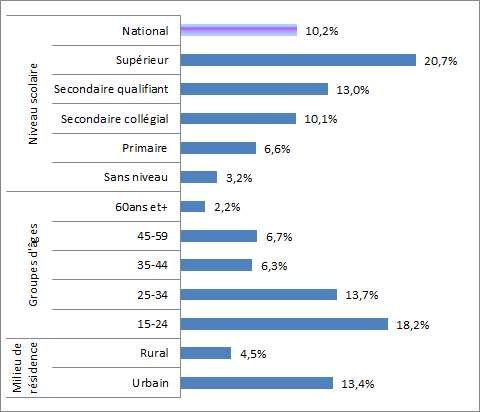 Niveau scolaire
National 10,2%
Supérieur 20,7%
Secondaire qualifiant 13,0%
Secondaire collégial 10,1%
Primaire 6,6%
Sans niveau 3,2%
Groupes d'âges
60ans et+ 2,2%
45-59 6,7%
35-44 6,3%
25-34 13,7%
15-24 18,2%
Milieu de
résidence
Rural 4,5%
Urbain 13,4%